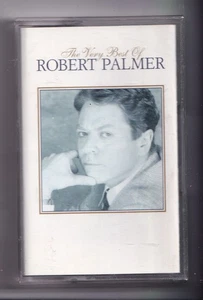 The Very Best Of
ROBERT PALMER